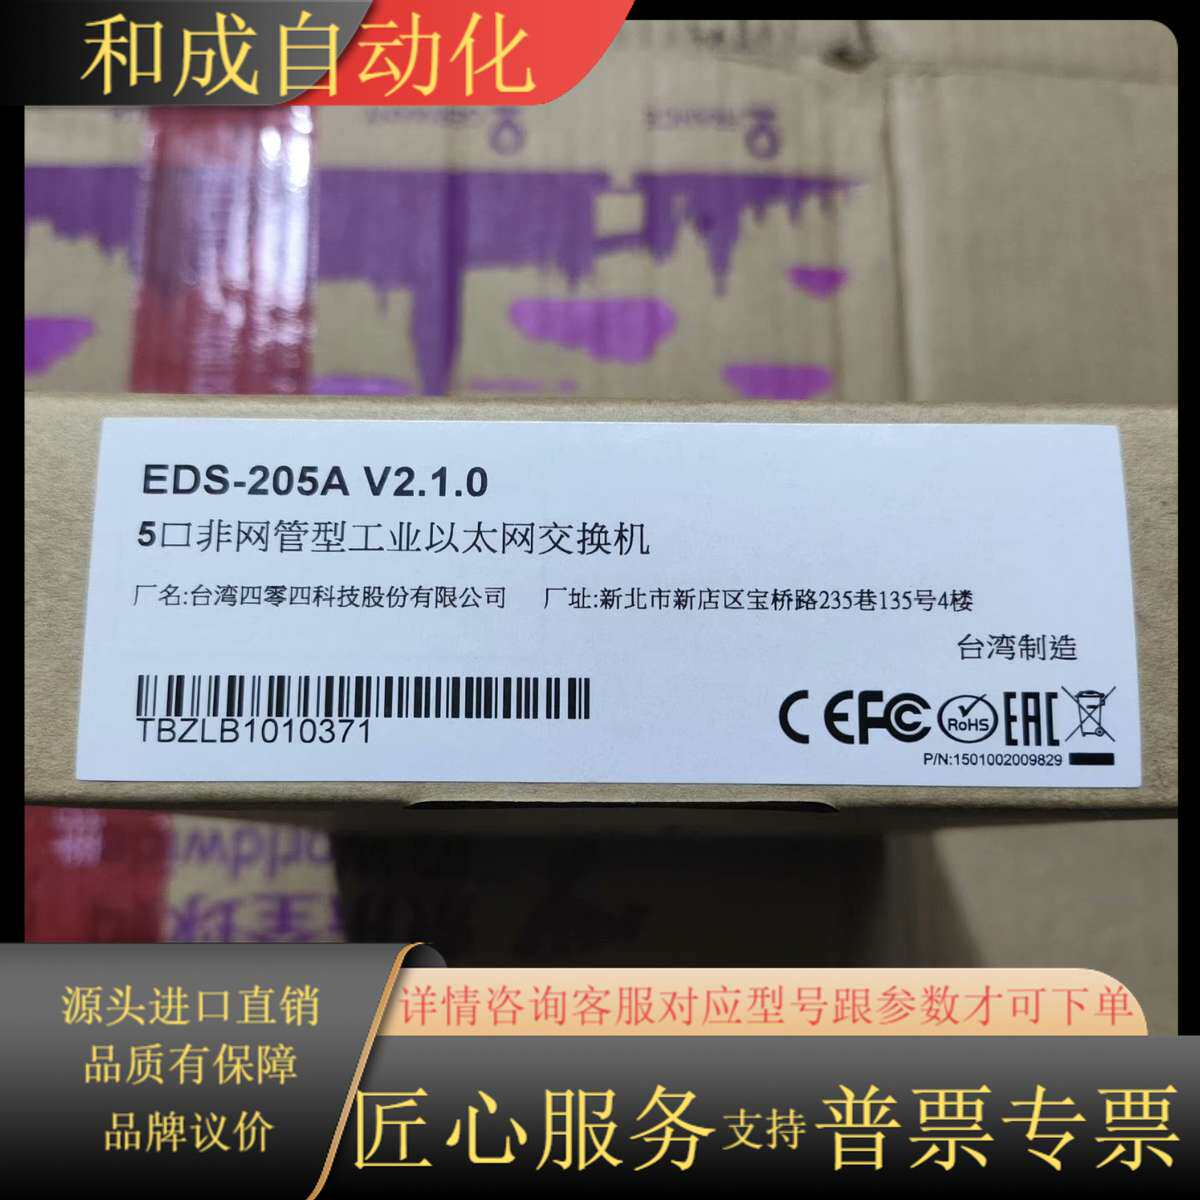 和成自动化
EDS-205A V2.1.0
5口非网管型工业以太网交换机
厂名:台湾四零四科技股份有限公司 厂址:新北市新店区宝桥路235巷135号4楼
台湾制造
TBZLB1010371
CE FC RoHS EAC
P/N:1501002009829
worldwide
源头进口直销
品质有保障
品牌议价
详情咨询客服对应型号跟参数才可下单
匠心服务支持普票专票